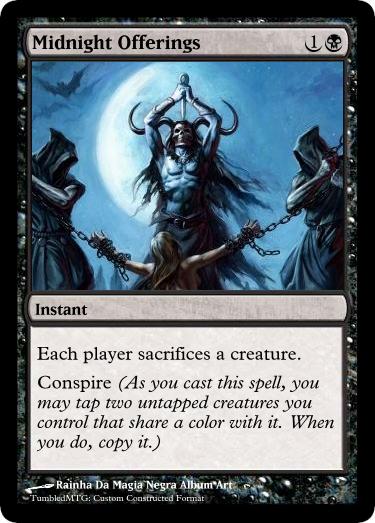 Midnight Offerings 1
Instant
Each player sacrifices a creature.
Conspire (As you cast this spell, you
may tap two untapped creatures you
control that share a color with it. When
you do, copy it.)
Rainha Da Magia Negra Album Art
TumbledMTG: Custom Constructed Format